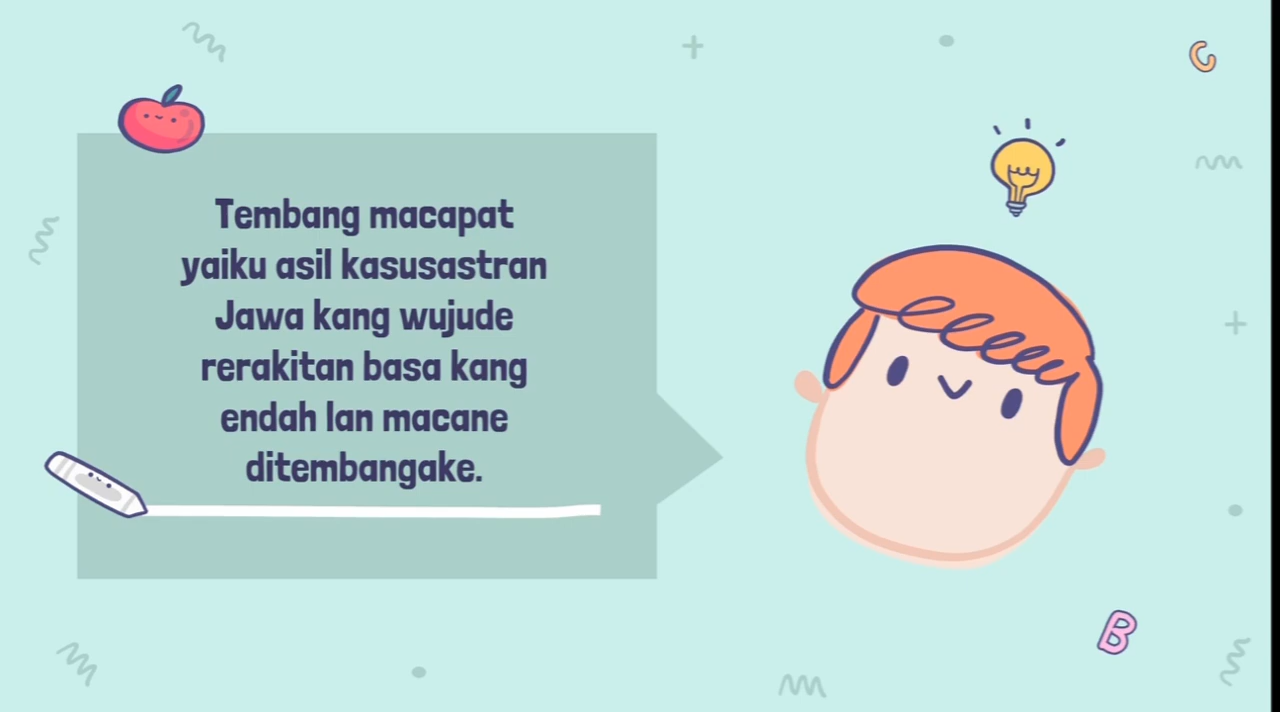 C
Tembang macapat
yaiku asil kasusastran
Jawa kang wujude
rerakitan basa kang
endah lan macane
ditembangake.
B